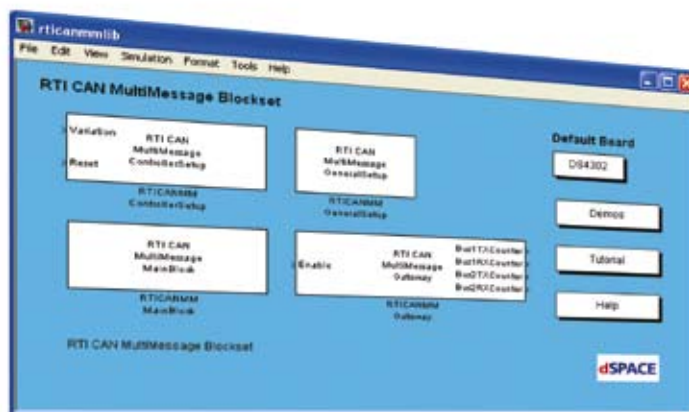 rticanmmlib
File Edit View Simulation Format Tools Help
RTI CAN MultiMessage Blockset
Variation
Reset
RTI CAN
MultiMessage
ControllerSetup
RTICANMM
ControllerSetup
RTI CAN
MultiMessage
GeneralSetup
RTICANMM
GeneralSetup
Default Board
DS4302
RTI CAN
MultiMessage
MainBlock
RTICANMM
MainBlock
Enable
RTI CAN
MultiMessage
Gateway
Bus1TXCounter
Bus1RXCounter
Bus2TXCounter
Bus2RXCounter
RTICANMM
Gateway
Demos
Tutorial
Help
RTI CAN MultiMessage Blockset
dSPACE